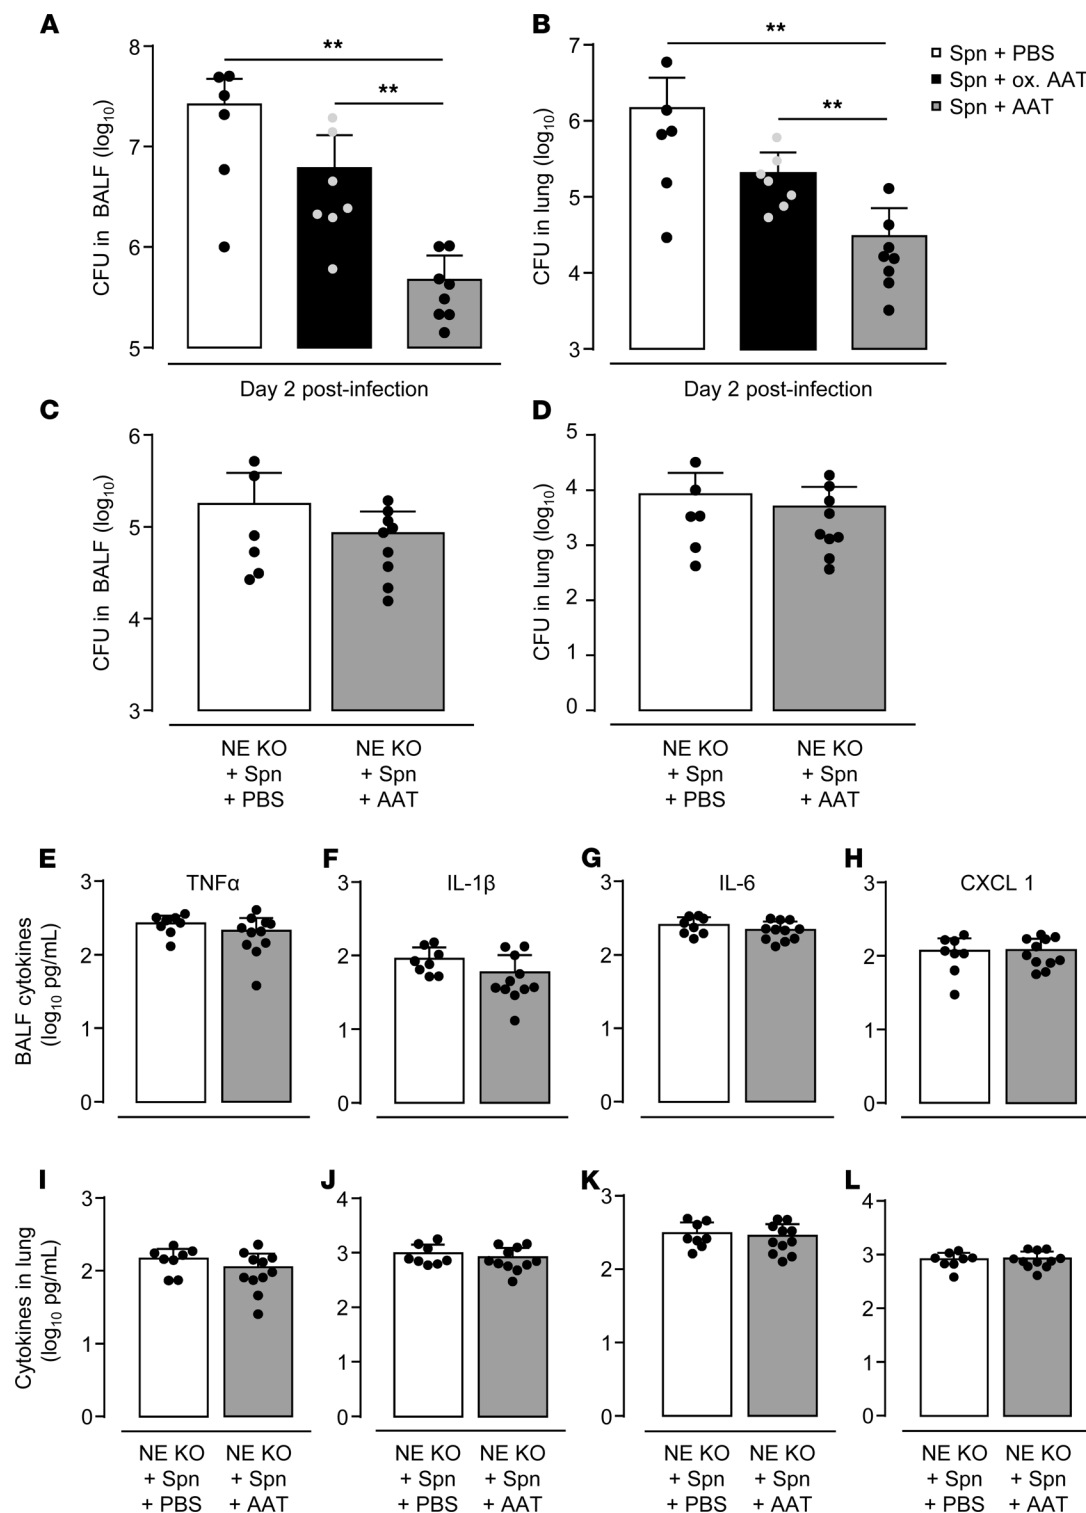 A
CFU in BALF (log10)
8
7
6
5
**
**
Day 2 post-infection
B
CFU in lung (log10)
7
6
5
4
3
**
**
Day 2 post-infection
Spn + PBS
Spn + ox. AAT
Spn + AAT
C
CFU in BALF (log10)
6
5
4
3
NE KO
+ Spn
+ PBS
NE KO
+ Spn
+ AAT
D
CFU in lung (log10)
5
4
3
2
1
0
NE KO
+ Spn
+ PBS
NE KO
+ Spn
+ AAT
E
TNFα
BALF cytokines
(log10 pg/mL)
3
2
1
0
F
IL-1β
3
2
1
0
G
IL-6
3
2
1
0
H
CXCL 1
3
2
1
0
I
Cytokines in lung
(log10 pg/mL)
3
2
1
0
NE KO
+ Spn
+ PBS
NE KO
+ Spn
+ AAT
J
4
3
2
1
0
NE KO
+ Spn
+ PBS
NE KO
+ Spn
+ AAT
K
3
2
1
0
NE KO
+ Spn
+ PBS
NE KO
+ Spn
+ AAT
L
4
3
2
1
0
NE KO
+ Spn
+ PBS
NE KO
+ Spn
+ AAT